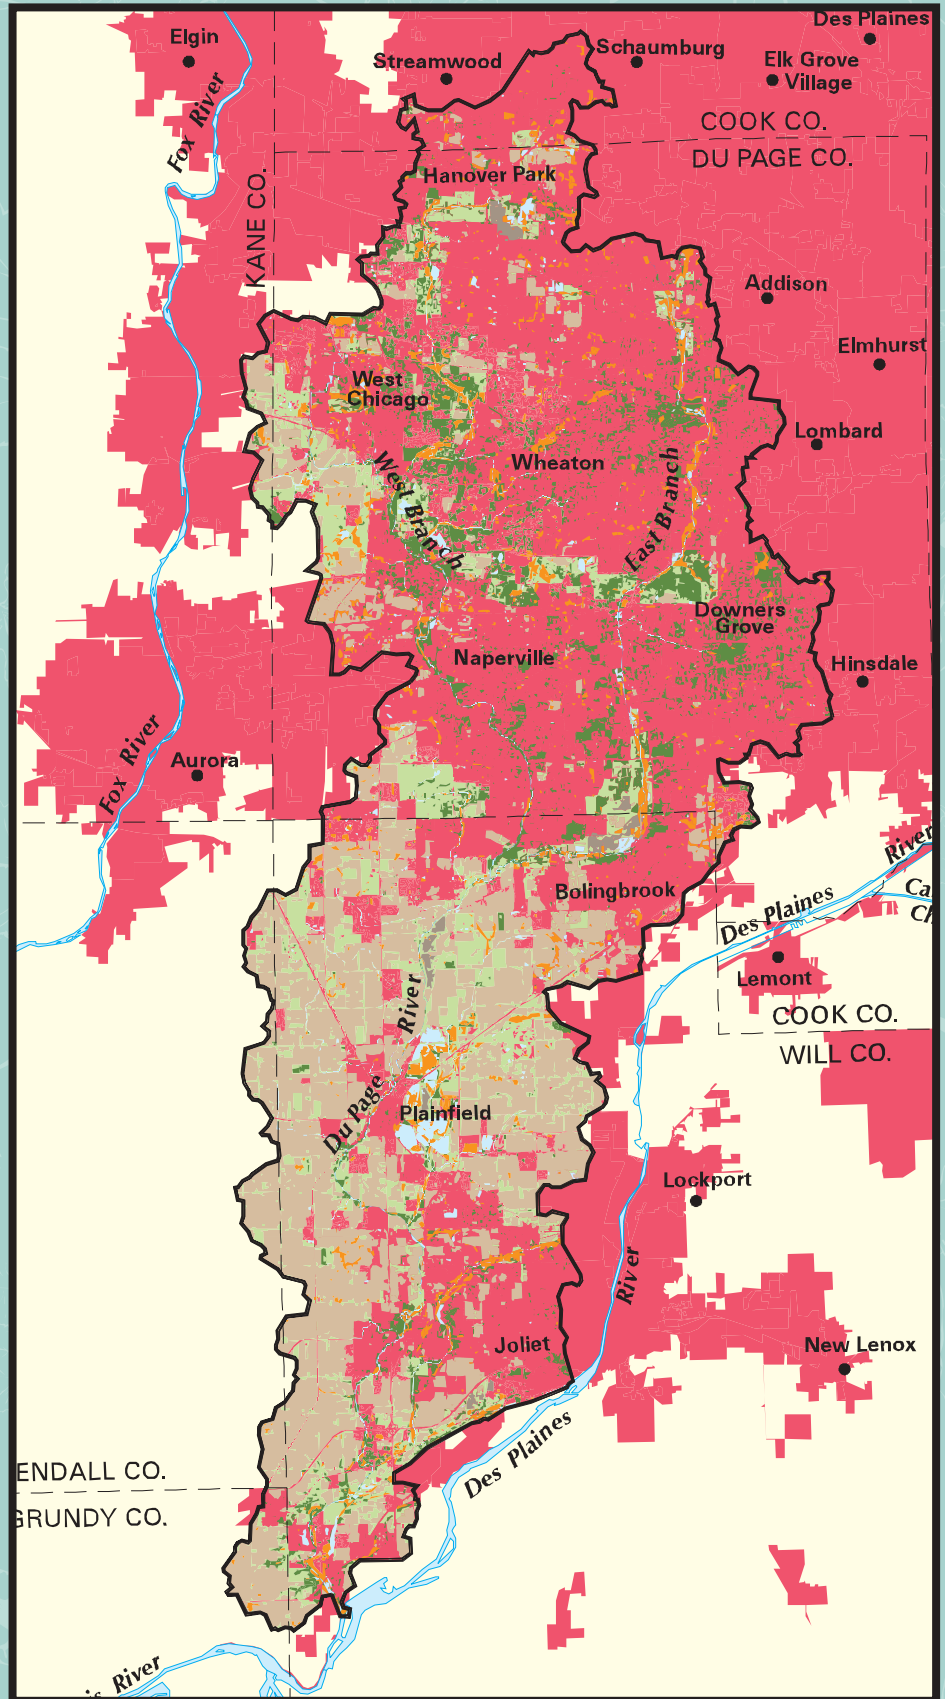 Des Plaines
Elgin
Schaumburg
Streamwood
Elk Grove
Village
Fox River
COOK CO.
DU PAGE CO.
Hanover Park
KANE CO.
Addison
Elmhurst
West
Chicago
Lombard
Wheaton
West Branch
East Branch
Downers
Grove
Naperville
Hinsdale
Fox River
Aurora
River
Bolingbrook
Des Plaines
Ca
Ch
Lemont
River
COOK CO.
WILL CO.
Du Page
Plainfield
Lockport
River
Joliet
New Lenox
Des Plaines
ENDALL CO.
GRUNDY CO.
is River